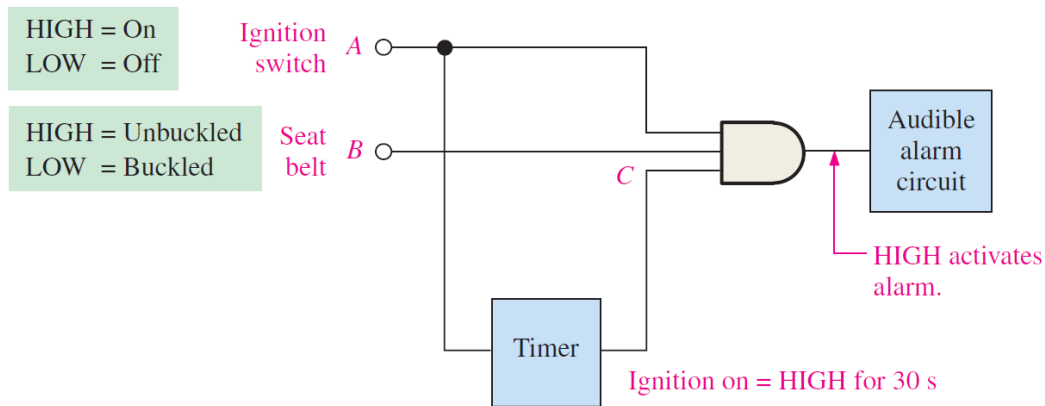 HIGH = On
LOW = Off
Ignition
switch
A
HIGH = Unbuckled
LOW = Buckled
Seat
belt
B
C
Audible
alarm
circuit
HIGH activates
alarm.
Timer
Ignition on = HIGH for 30 s